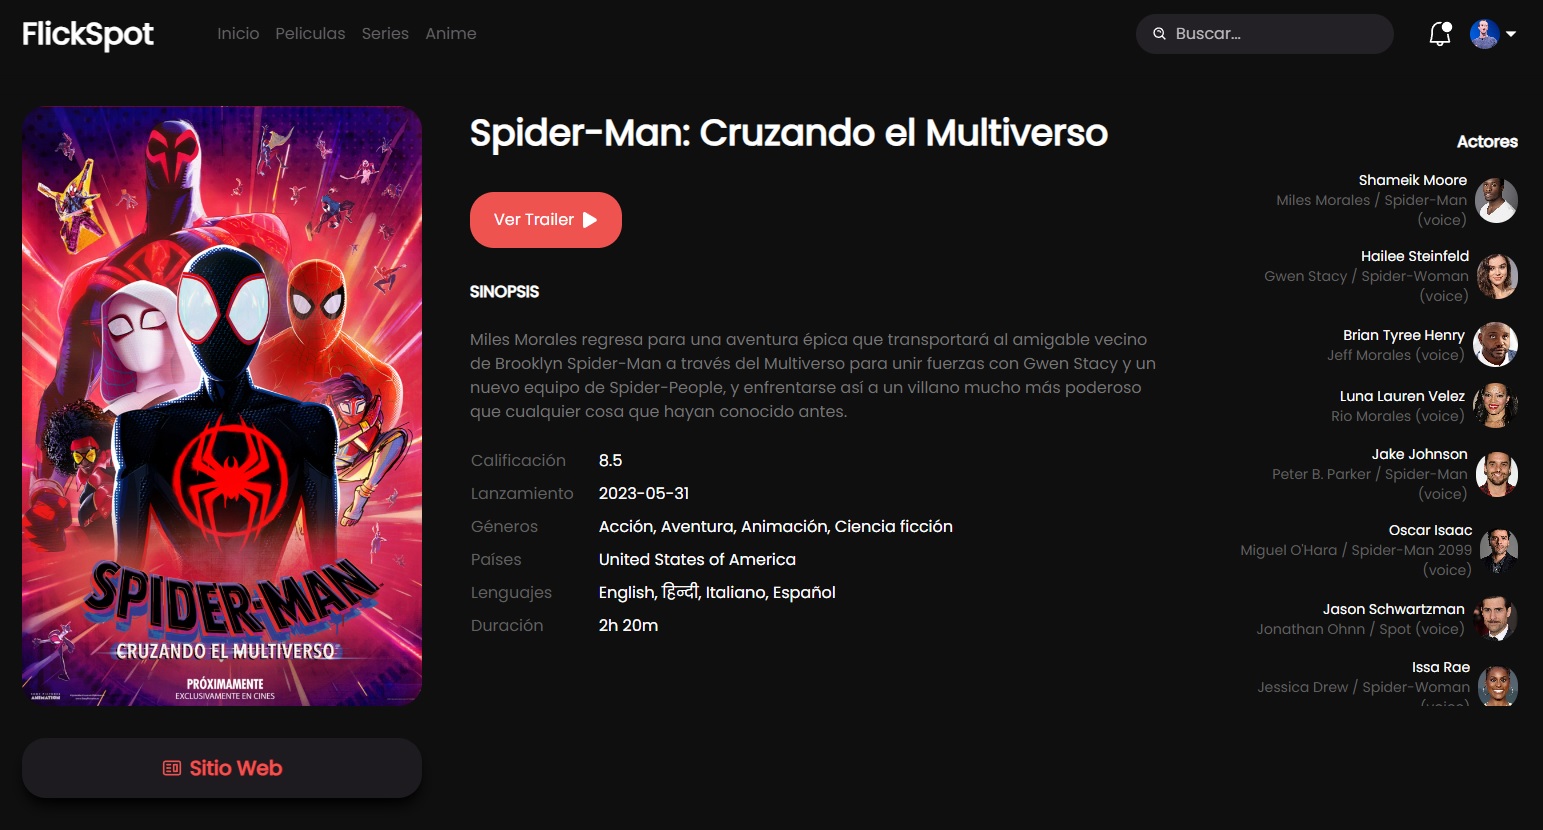 FlickSpot
Inicio Peliculas Series Anime
Buscar...
SPIDER-MAN
CRUZANDO EL MULTIVERSO
PRÓXIMAMENTE
EXCLUSIVAMENTE EN CINES
Sitio Web
Spider-Man: Cruzando el Multiverso
Ver Trailer
SINOPSIS
Miles Morales regresa para una aventura épica que transportará al amigable vecino
de Brooklyn Spider-Man a través del Multiverso para unir fuerzas con Gwen Stacy y un
nuevo equipo de Spider-People, y enfrentarse así a un villano mucho más poderoso
que cualquier cosa que hayan conocido antes.
Calificación 8.5
Lanzamiento 2023-05-31
Géneros Acción, Aventura, Animación, Ciencia ficción
Países United States of America
Lenguajes English, हिन्दी, Italiano, Español
Duración 2h 20m
Actores
Shameik Moore
Miles Morales / Spider-Man
(voice)
Hailee Steinfeld
Gwen Stacy / Spider-Woman
(voice)
Brian Tyree Henry
Jeff Morales (voice)
Luna Lauren Velez
Rio Morales (voice)
Jake Johnson
Peter B. Parker / Spider-Man
(voice)
Oscar Isaac
Miguel O'Hara / Spider-Man 2099
(voice)
Jason Schwartzman
Jonathan Ohnn / Spot (voice)
Issa Rae
Jessica Drew / Spider-Woman